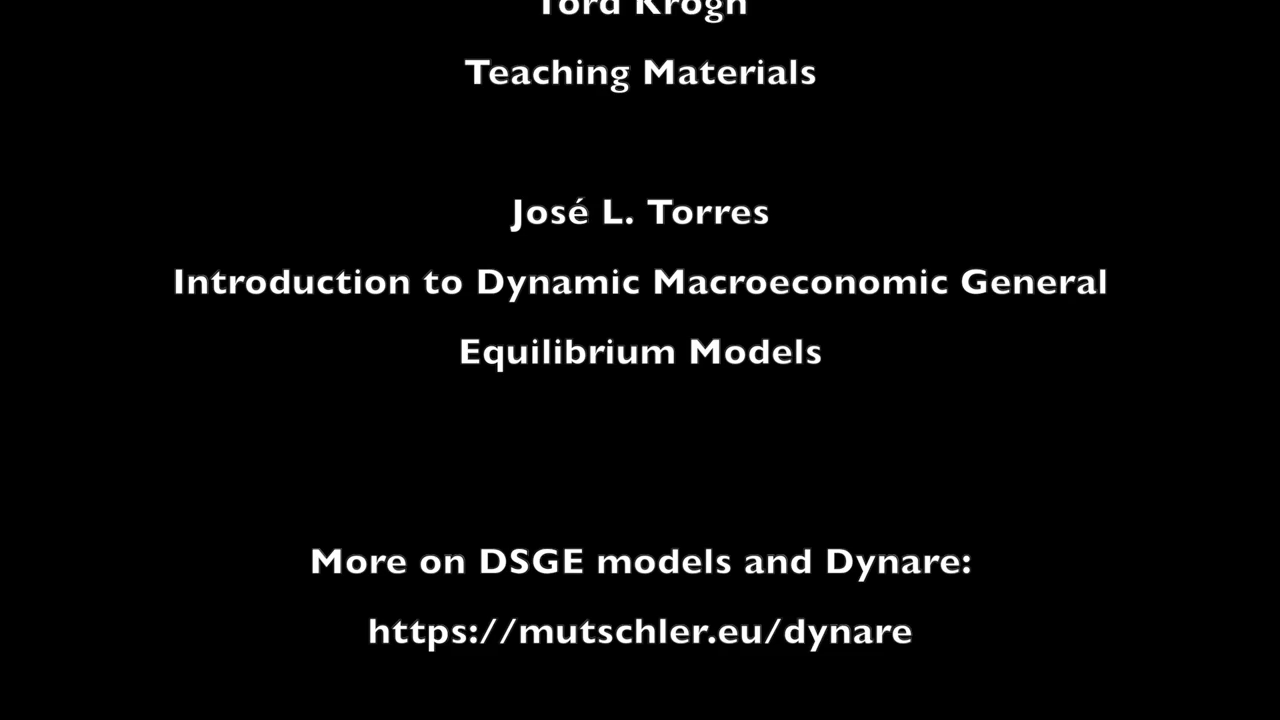 Tord Krogh
Teaching Materials
José L. Torres
Introduction to Dynamic Macroeconomic General
Equilibrium Models
More on DSGE models and Dynare:
https://mutschler.eu/dynare